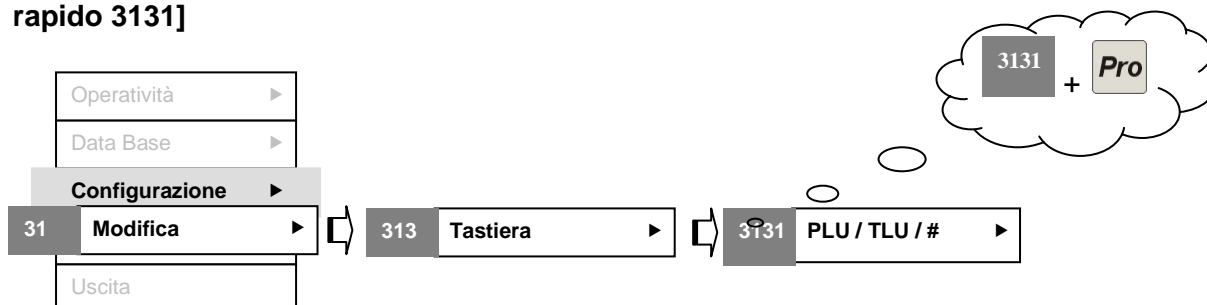 rapido 3131]
3131 + Pro
Operatività ►
Data Base ►
Configurazione ►
31 Modifica ► 313 Tastiera ► 3131 PLU / TLU / # ►
Uscita